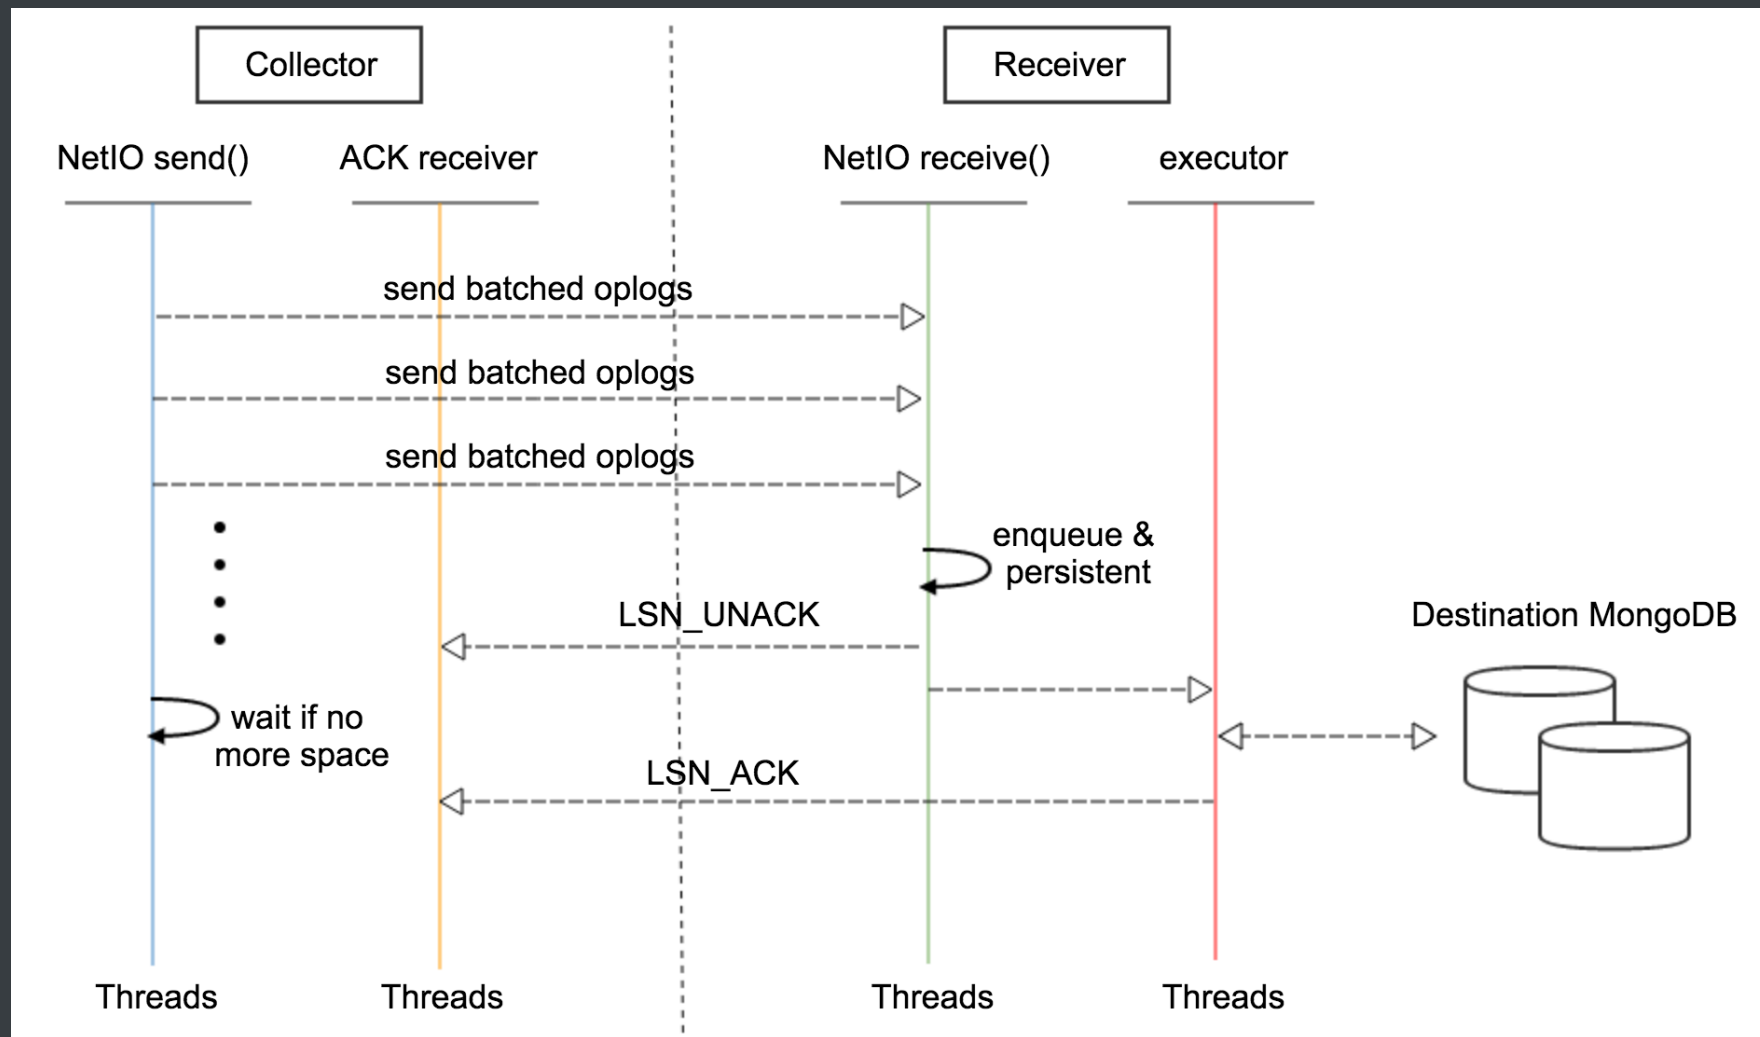 Collector
Receiver
NetIO send()
ACK receiver
NetIO receive()
executor
send batched oplogs
send batched oplogs
send batched oplogs
enqueue &
persistent
LSN_UNACK
Destination MongoDB
wait if no
more space
LSN_ACK
Threads
Threads
Threads
Threads